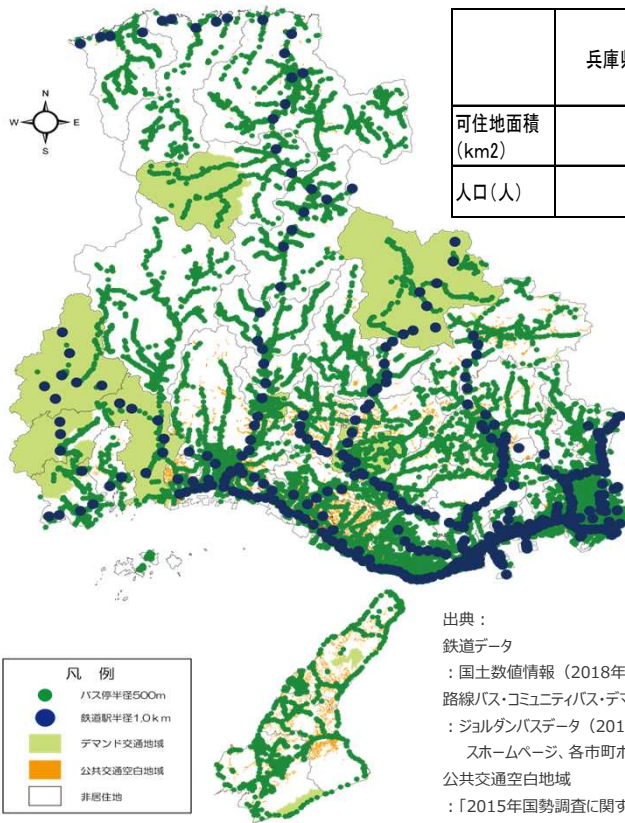 兵庫県
可住地面積
(km2)
人口(人)
N
W
E
S
凡 例
バス停半径500m
鉄道駅半径1.0km
デマンド交通地域
公共交通空白地域
非居住地
出典：
鉄道データ
：国土数値情報（2018年
路線バス・コミュニティバス・デマ
：ジョルダンバスデータ（201
スホームページ、各市町ホ
公共交通空白地域
：「2015年国勢調査に関す